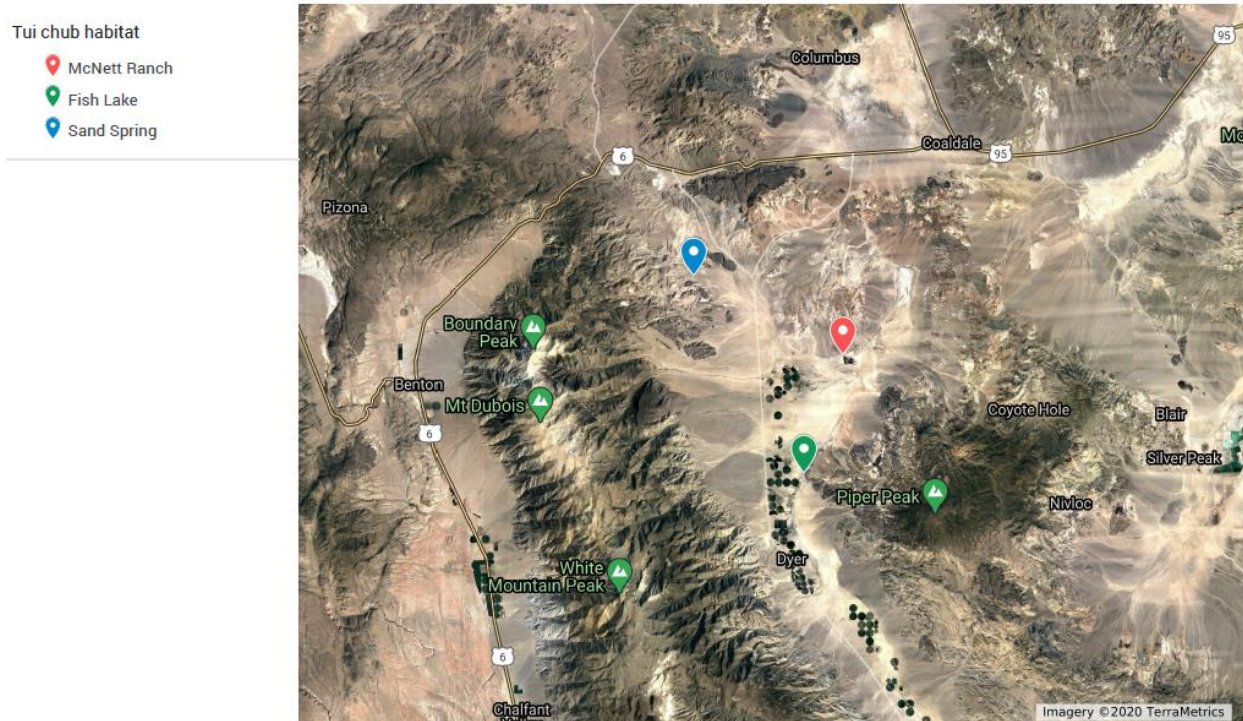 Tui chub habitat
McNett Ranch
Fish Lake
Sand Spring
95
Columbus
Coaldale
95
6
Pizona
Boundary
Peak
Benton
Mt Dubois
6
Coyote Hole
Blair
Silver Peak
Piper Peak
Nivloc
Dyer
White
Mountain Peak
6
Chalfant
Imagery ©2020 TerraMetrics